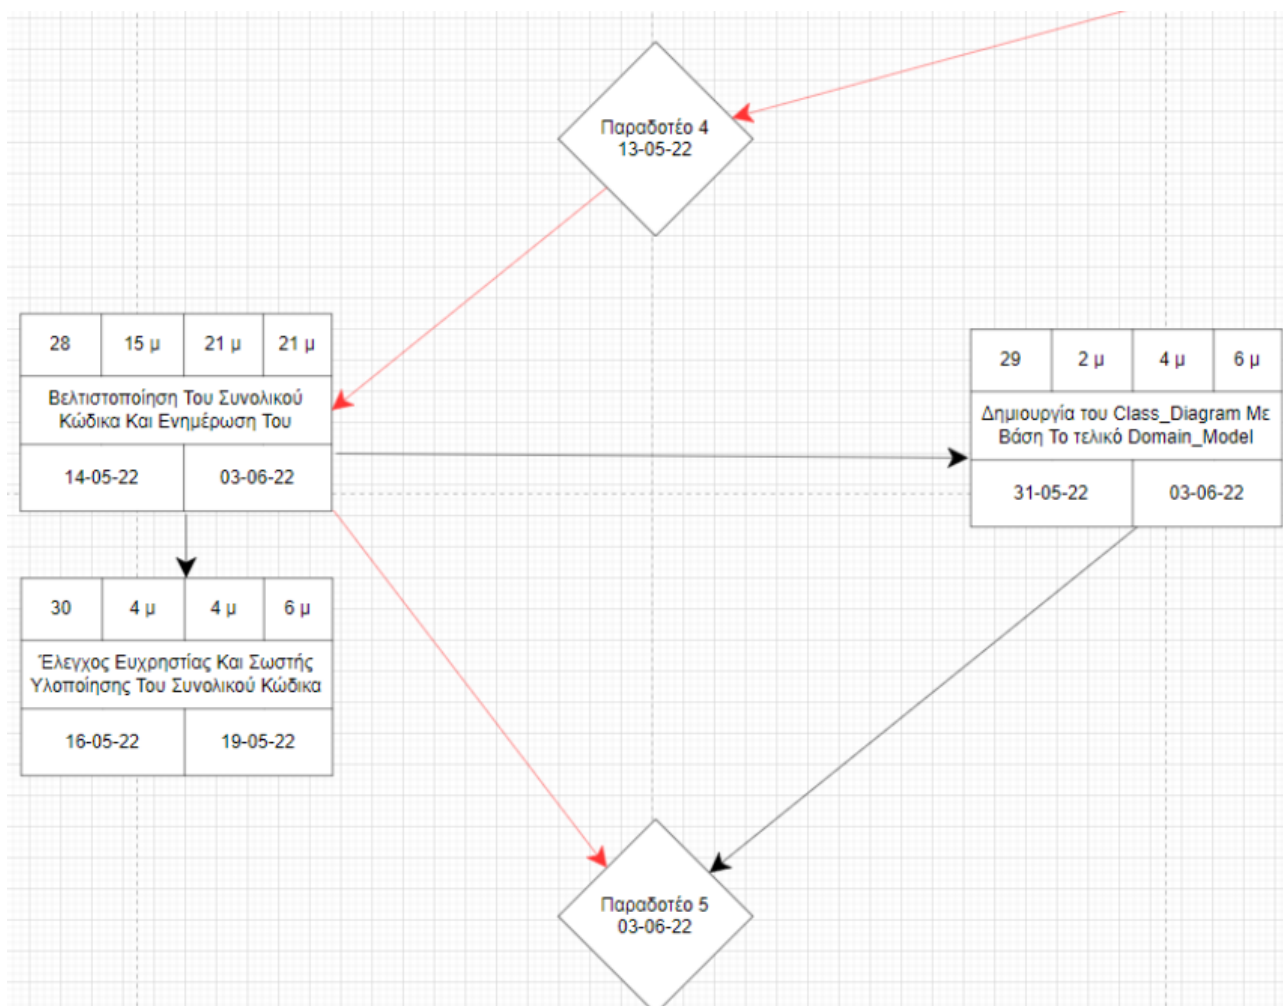 Παραδοτέο 4
13-05-22
28 15 μ 21 μ 21 μ
Βελτιστοποίηση Του Συνολικού
Κώδικα Και Ενημέρωση Του
14-05-22 03-06-22
29 2 μ 4 μ 6 μ
Δημιουργία του Class_Diagram Με
Βάση Το τελικό Domain_Model
31-05-22 03-06-22
30 4 μ 4 μ 6 μ
Έλεγχος Ευχρηστίας Και Σωστής
Υλοποίησης Του Συνολικού Κώδικα
16-05-22 19-05-22
Παραδοτέο 5
03-06-22